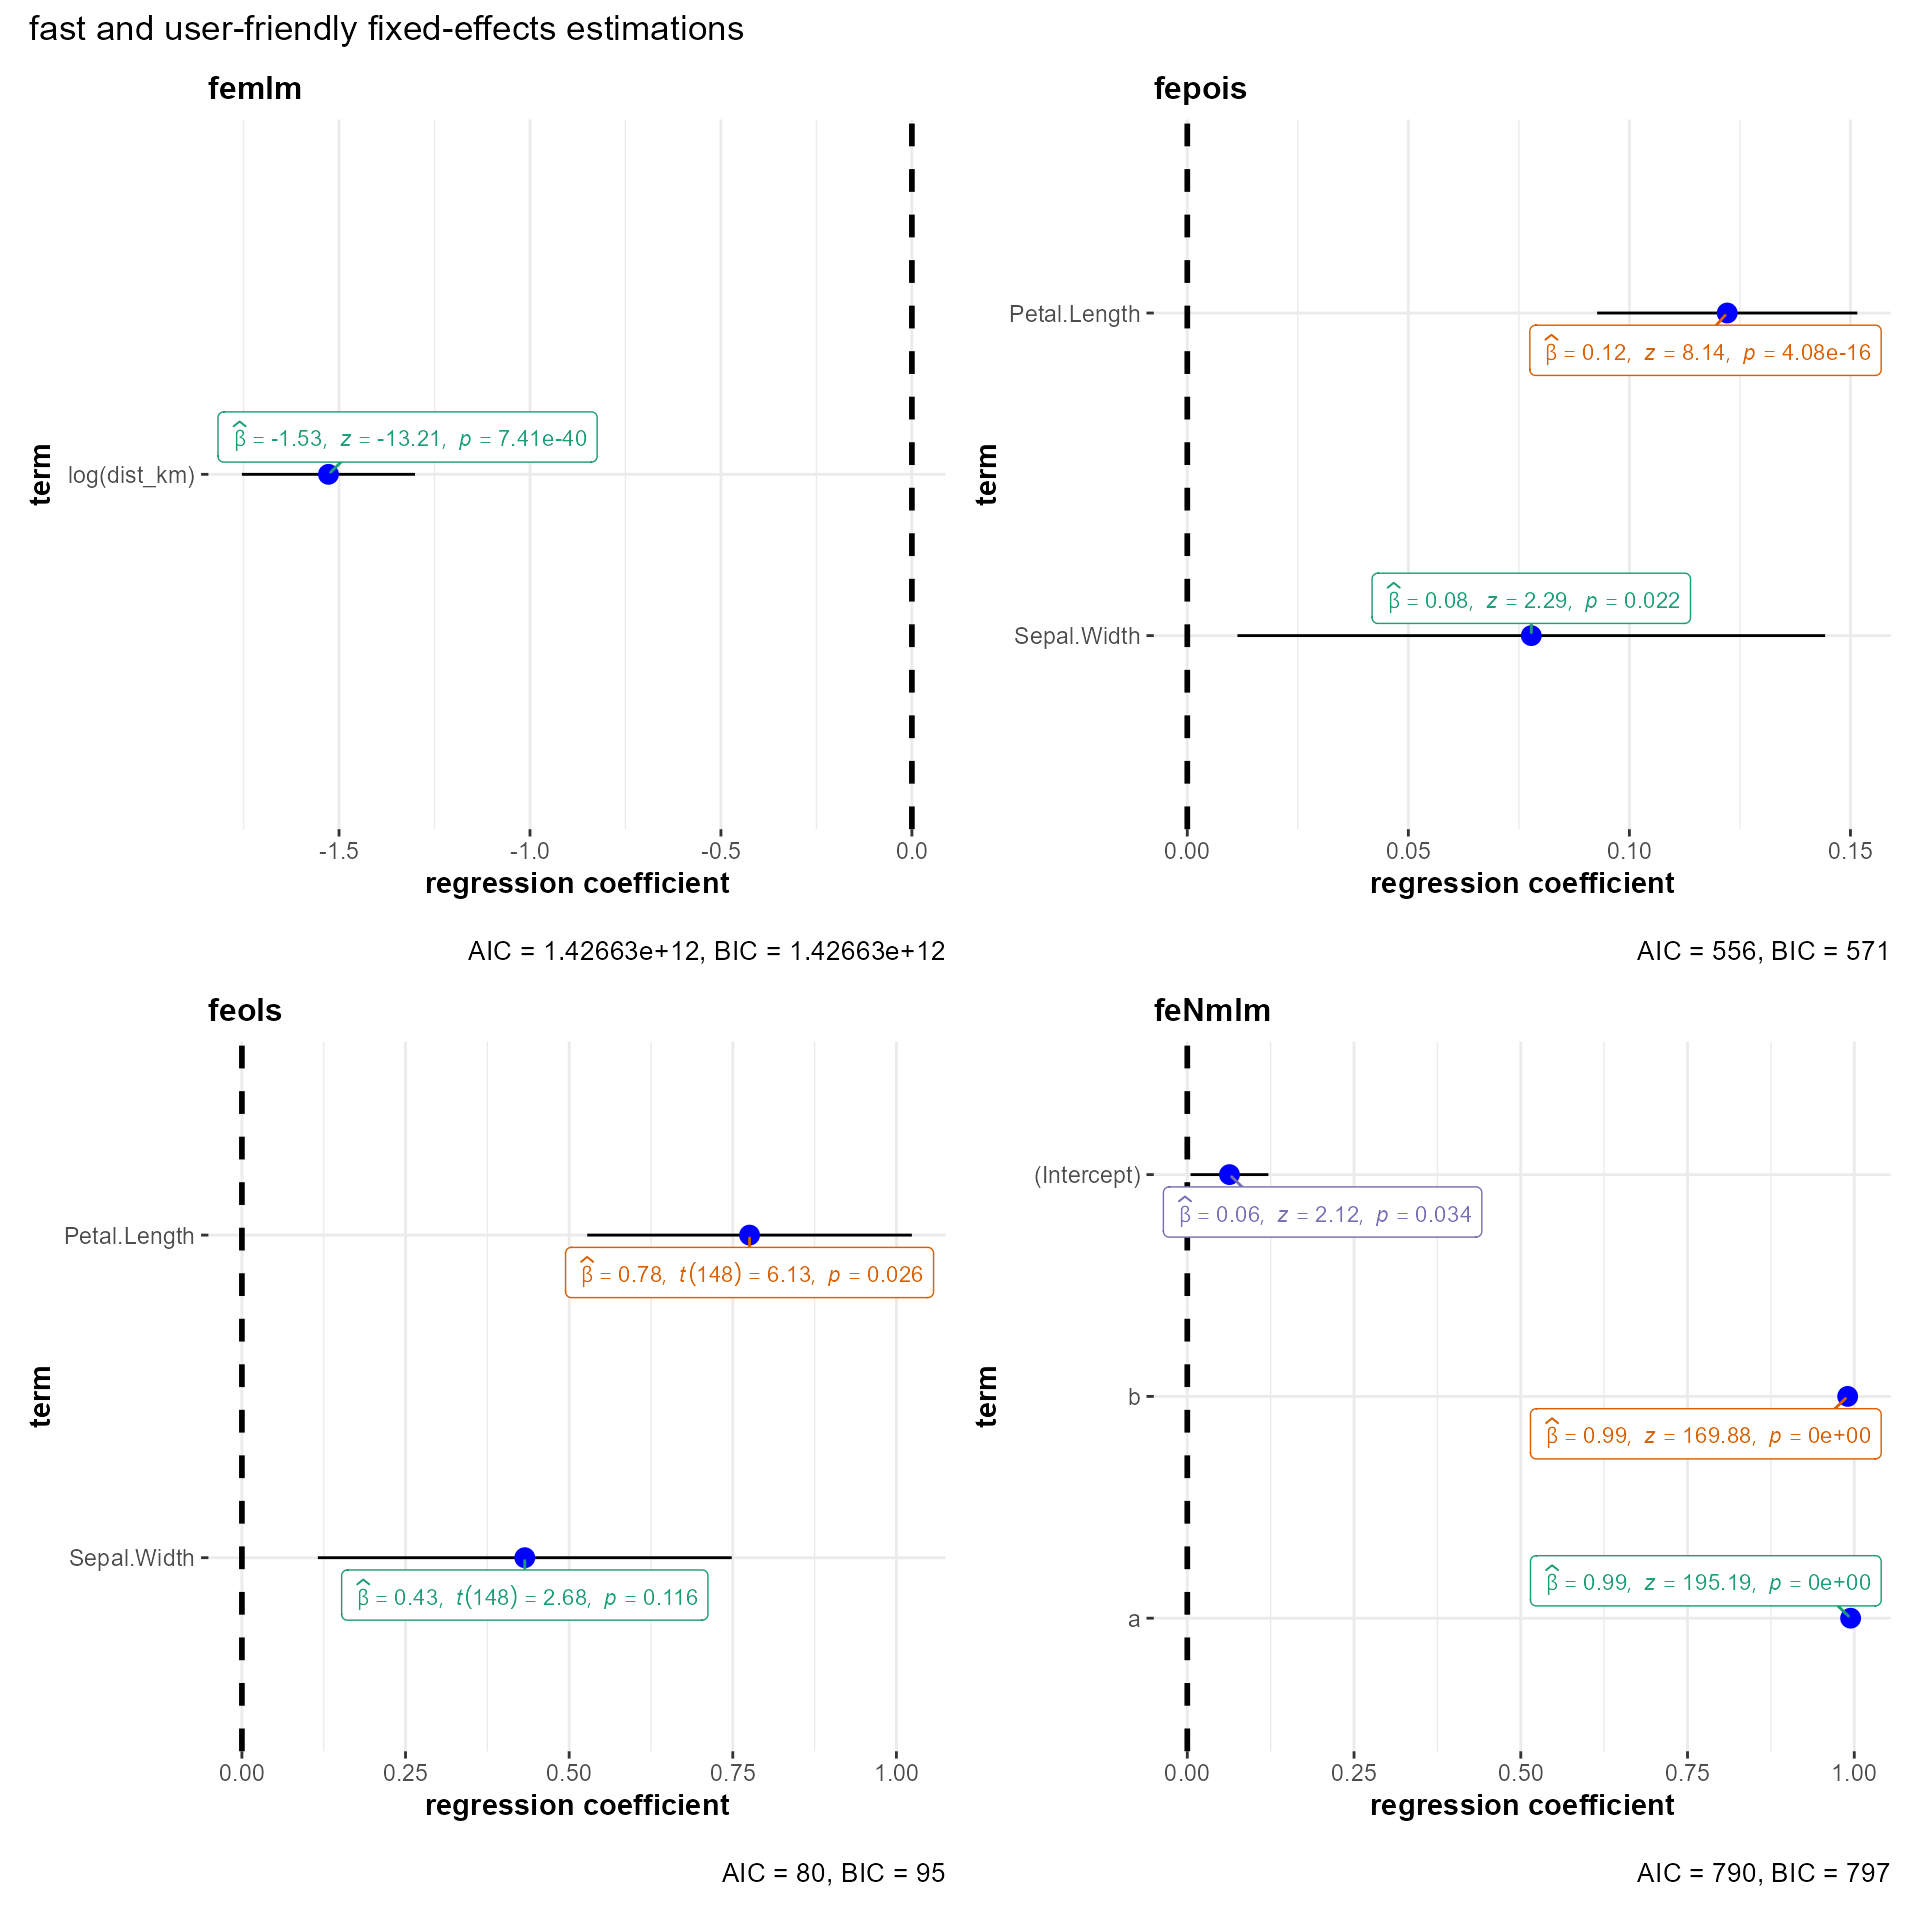 fast and user-friendly fixed-effects estimations
femlm
term
log(dist_km)
β̂ = -1.53, z = -13.21, p = 7.41e-40
-1.5 -1.0 -0.5 0.0
regression coefficient
AIC = 1.42663e+12, BIC = 1.42663e+12
fepois
term
Petal.Length
β̂ = 0.12, z = 8.14, p = 4.08e-16
Sepal.Width
β̂ = 0.08, z = 2.29, p = 0.022
0.00 0.05 0.10 0.15
regression coefficient
AIC = 556, BIC = 571
feols
term
Petal.Length
β̂ = 0.78, t(148) = 6.13, p = 0.026
Sepal.Width
β̂ = 0.43, t(148) = 2.68, p = 0.116
0.00 0.25 0.50 0.75 1.00
regression coefficient
AIC = 80, BIC = 95
feNmlm
term
(Intercept)
β̂ = 0.06, z = 2.12, p = 0.034
b
β̂ = 0.99, z = 169.88, p = 0e+00
β̂ = 0.99, z = 195.19, p = 0e+00
a
0.00 0.25 0.50 0.75 1.00
regression coefficient
AIC = 790, BIC = 797